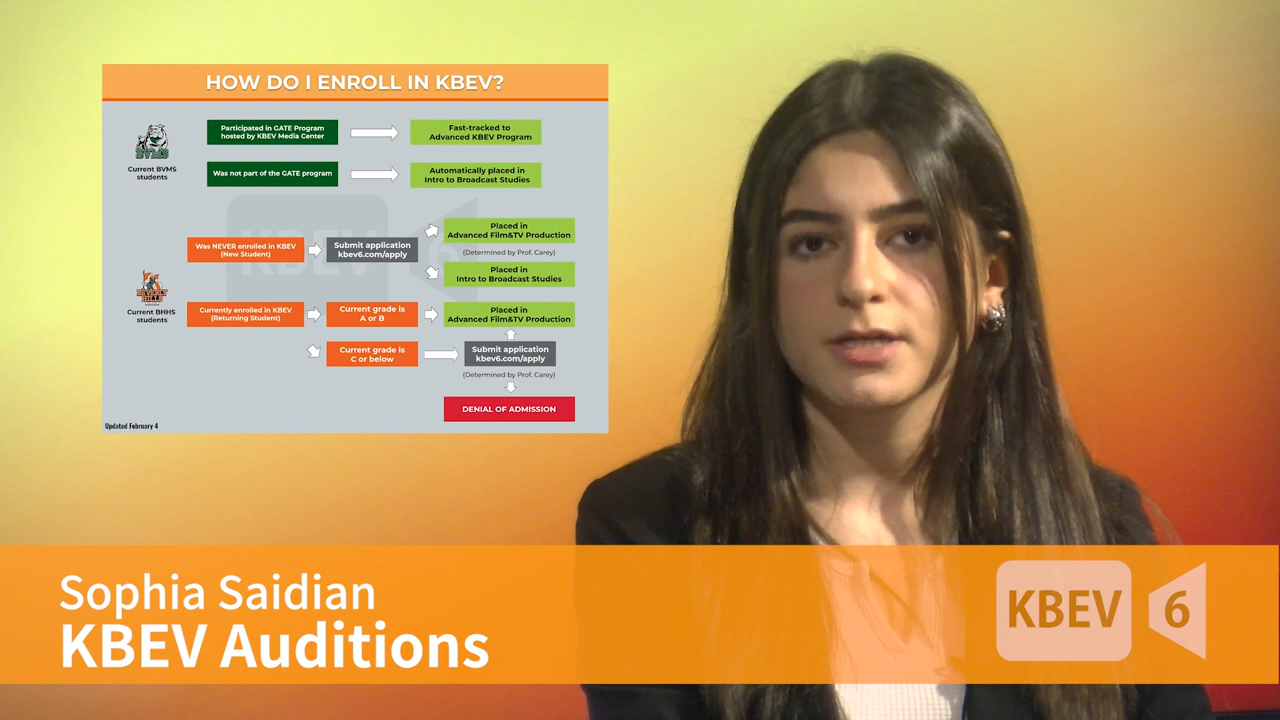 HOW DO I ENROLL IN KBEV?
BVMS
Current BVMS
students
Participated in GATE Program
hosted by KBEV Media Center
Fast-tracked to
Advanced KBEV Program
Was not part of the GATE program
Automatically placed in
Intro to Broadcast Studies
KBEV 6
BEVERLY
HILLS
Current BHHS
students
Was NEVER enrolled in KBEV
(New Student)
Submit application
kbev6.com/apply
Placed in
Advanced Film&TV Production
(Determined by Prof. Carey)
Placed in
Intro to Broadcast Studies
Currently enrolled in KBEV
(Returning Student)
Current grade is
A or B
Placed in
Advanced Film&TV Production
Current grade is
C or below
Submit application
kbev6.com/apply
(Determined by Prof. Carey)
DENIAL OF ADMISSION
Updated February 4
Sophia Saidian
KBEV Auditions
KBEV 6